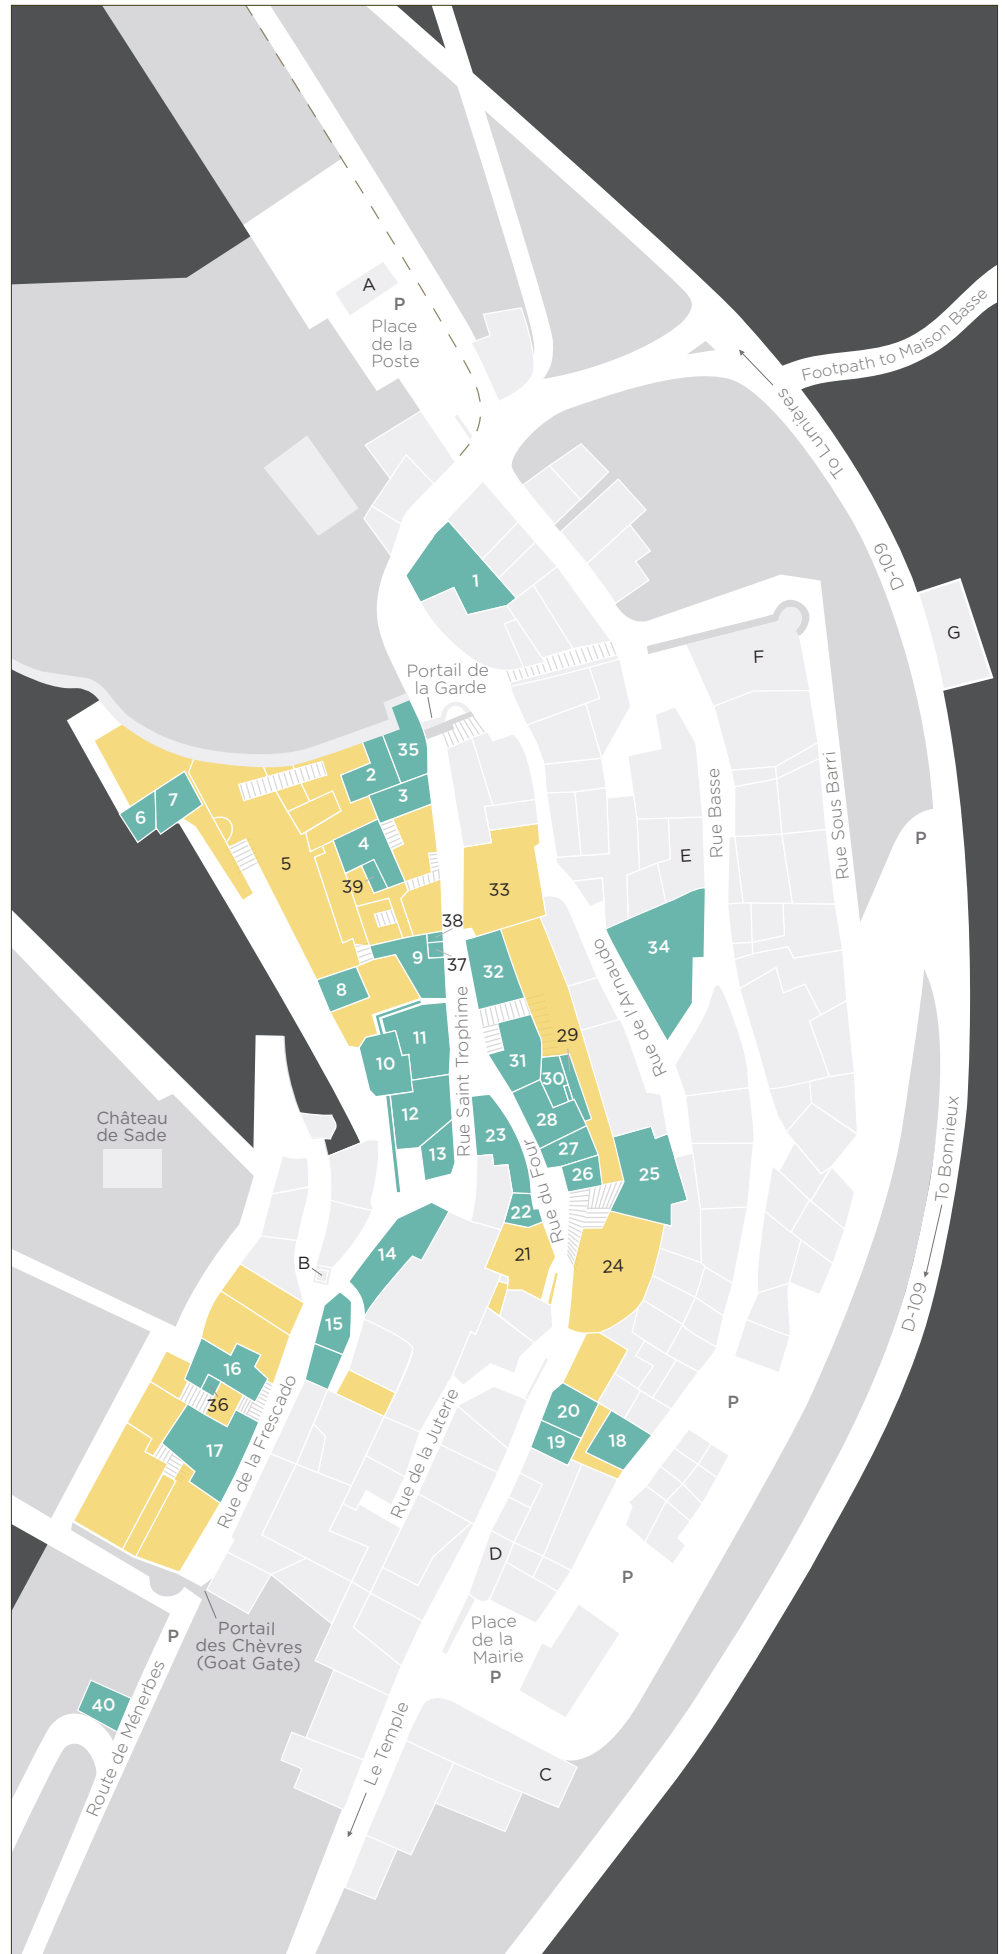 A
P
Place
de la
Poste
Footpath to Maison Basse
To Lumières
D-109
1
G
F
Portail de
la Garde
35
2
3
7
6
4
5
39
Rue Basse
Rue Sous Barri
P
E
33
38
37
9
32
34
8
Rue de l'Arnaudo
Rue Saint Trophime
11
10
29
31
30
12
28
23
27
13
26
25
Château
de Sade
Rue du Four
22
To Bonnieux
14
21
24
B
15
D-109
16
36
P
20
17
19
18
Rue de la Frescado
Rue de la Juterie
D
P
Place
de la
Mairie
P
Portail
des Chèvres
(Goat Gate)
P
40
Route de Ménerbes
Le Temple
C